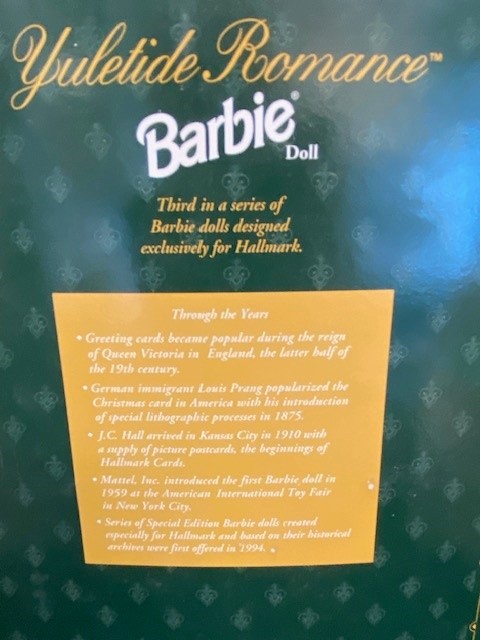 Yuletide Romance™
Barbie®
Doll
Third in a series of
Barbie dolls designed
exclusively for Hallmark.
Through the Years
• Greeting cards became popular during the reign
of Queen Victoria in England, the latter half of
the 19th century.
• German immigrant Louis Prang popularized the
Christmas card in America with his introduction
of special lithographic processes in 1875.
• J.C. Hall arrived in Kansas City in 1910 with
a supply of picture postcards, the beginnings of
Hallmark Cards.
• Mattel, Inc. introduced the first Barbie doll in
1959 at the American International Toy Fair
in New York City.
• Series of Special Edition Barbie dolls created
especially for Hallmark and based on their historical
archives were first offered in 1994.